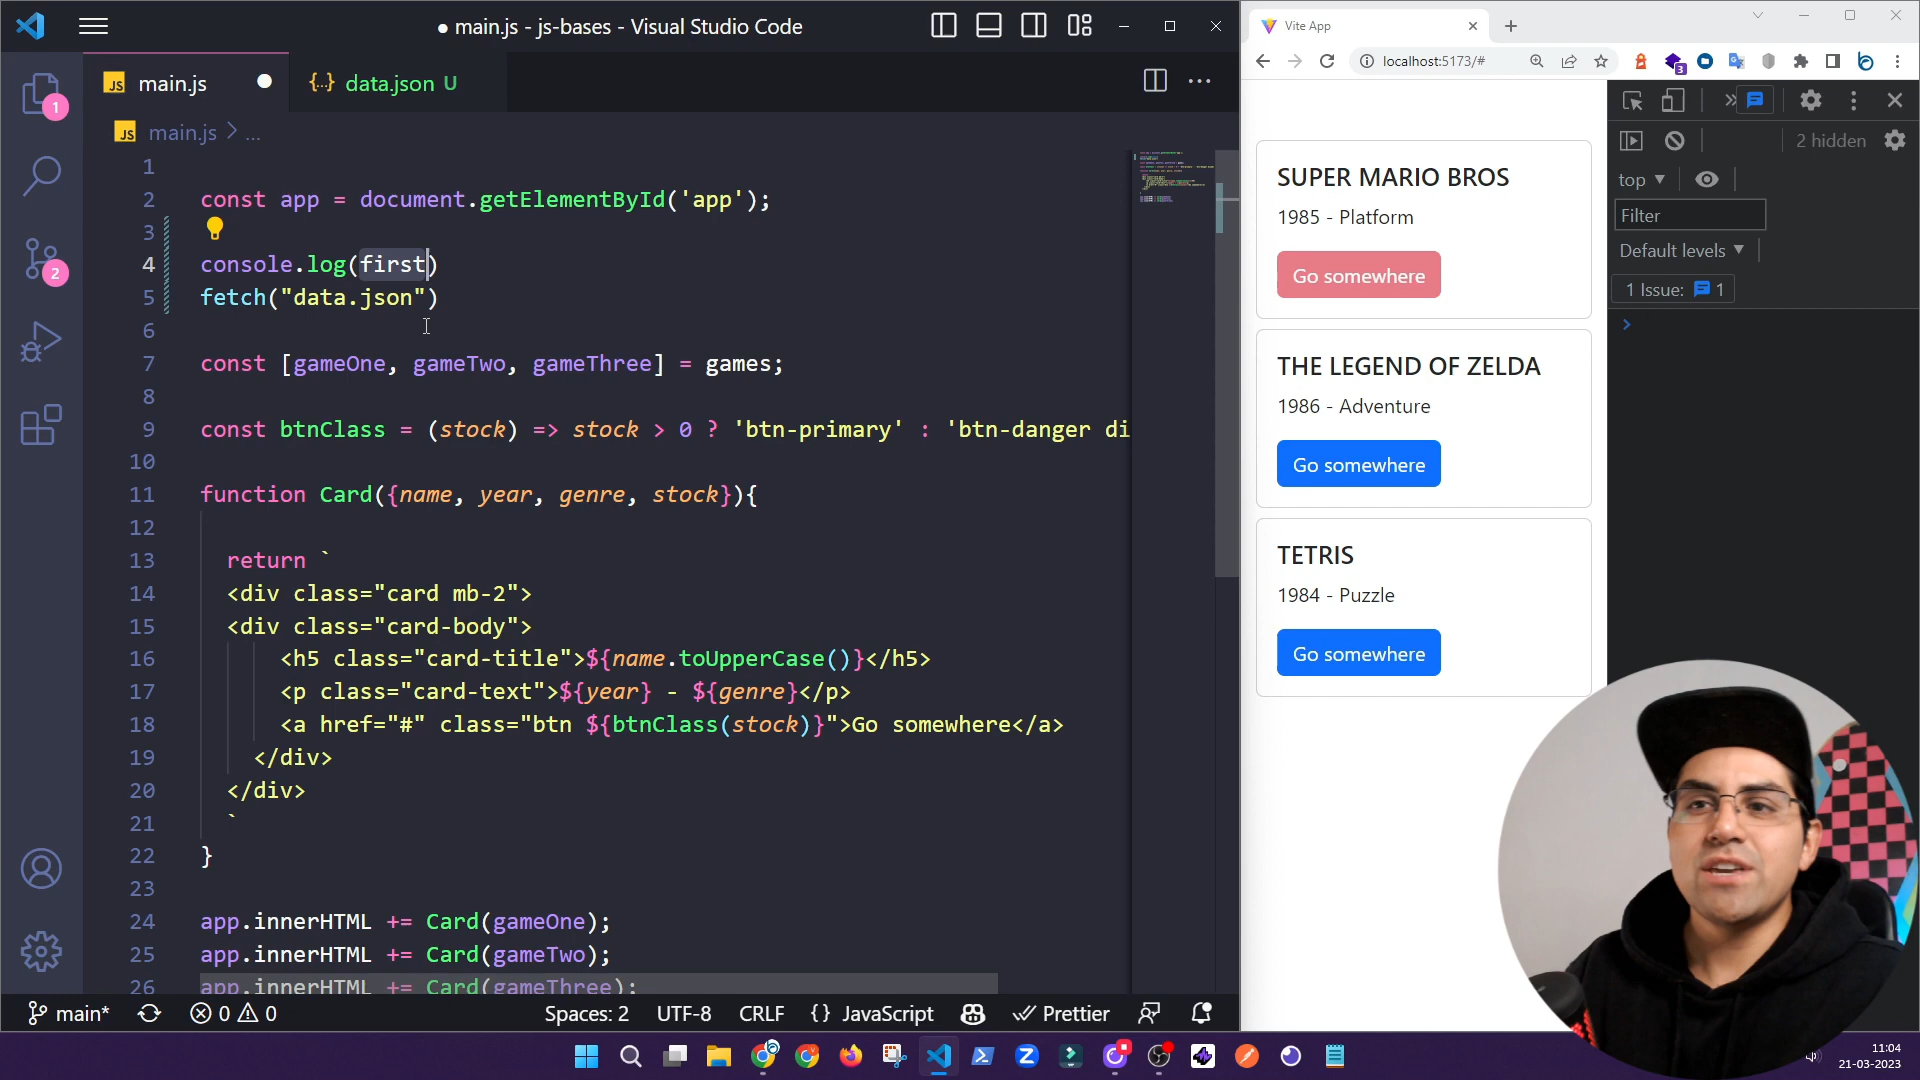 ● main.js - js-bases - Visual Studio Code
JS main.js
{..} data.json U
JS main.js > ...
1
2 const app = document.getElementById('app');
3
4 console.log(first)
5 fetch("data.json")
6
7 const [gameOne, gameTwo, gameThree] = games;
8
9 const btnClass = (stock) => stock > 0 ? 'btn-primary' : 'btn-danger di
10
11 function Card({name, year, genre, stock}){
12
13 return `
14 <div class="card mb-2">
15 <div class="card-body">
16 <h5 class="card-title">${name.toUpperCase()}</h5>
17 <p class="card-text">${year} - ${genre}</p>
18 <a href="#" class="btn ${btnClass(stock)}">Go somewhere</a>
19 </div>
20 </div>
21 `
22 }
23
24 app.innerHTML += Card(gameOne);
25 app.innerHTML += Card(gameTwo);
26 app.innerHTML += Card(gameThree);
1
2
main*
0 0
Spaces: 2
UTF-8
CRLF
{} JavaScript
Prettier
Vite App
localhost:5173/#
3
SUPER MARIO BROS
1985 - Platform
Go somewhere
THE LEGEND OF ZELDA
1986 - Adventure
Go somewhere
TETRIS
1984 - Puzzle
Go somewhere
2 hidden
top
Filter
Default levels
1 Issue: 1
11:04
21-03-2023